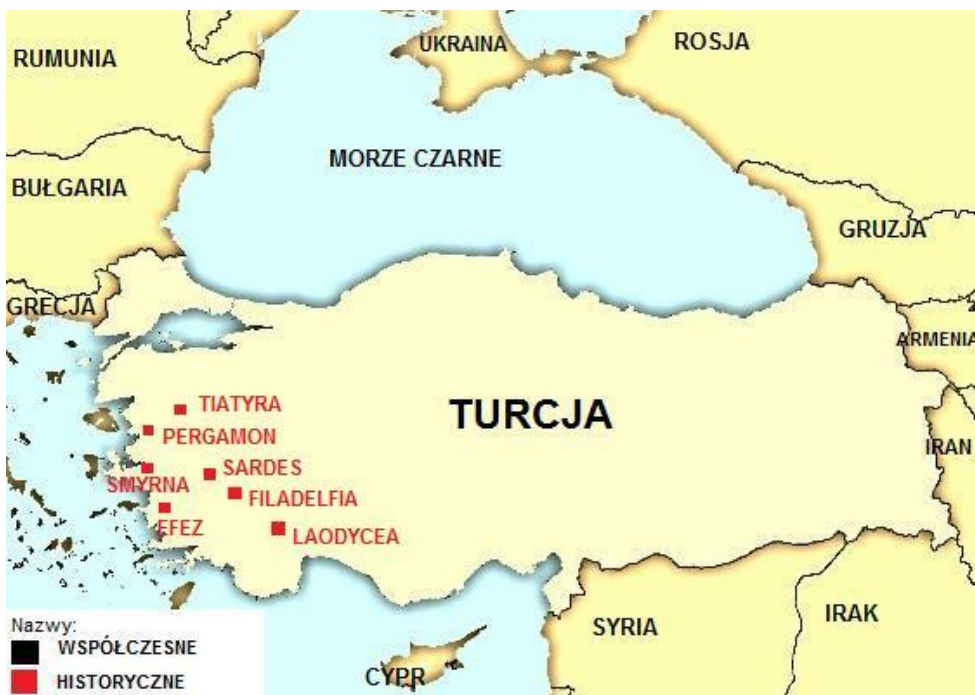 RUMUNIA
UKRAINA
ROSJA
MORZE CZARNE
BUŁGARIA
GRUZJA
GRECJA
ARMENIA
TIATYRA
TURCJA
PERGAMON
IRAN
SARDES
SMYRNA
FILADELFIA
EFEZ
LAODYCEA
SYRIA
IRAK
CYPR
Nazwy:
WSPÓŁCZESNE
HISTORYCZNE